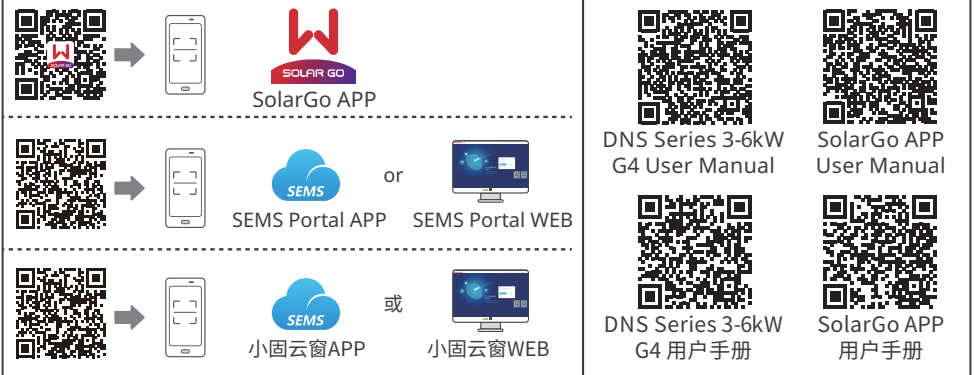 SOLAR GO
SolarGo APP
SEMS
or
SEMS Portal APP
SEMS Portal WEB
SEMS
或
小固云窗APP
小固云窗WEB
DNS Series 3-6kW
G4 User Manual
SolarGo APP
User Manual
DNS Series 3-6kW
G4 用户手册
SolarGo APP
用户手册